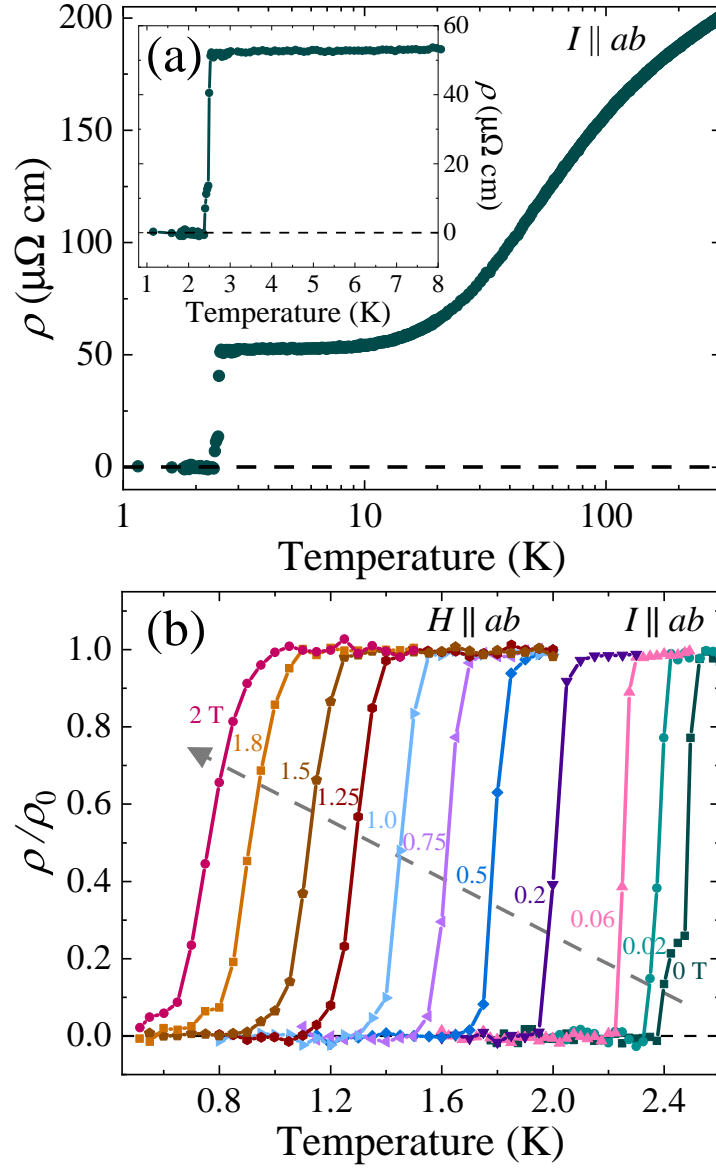 (a)
I ∥ ab
ρ (μΩ cm)
200
150
100
50
0
1
10
100
Temperature (K)
60
40
20
0
ρ (μΩ cm)
1 2 3 4 5 6 7 8
Temperature (K)
(b)
H ∥ ab
I ∥ ab
ρ/ρ0
1.0
0.8
0.6
0.4
0.2
0.0
2 T
1.8
1.5
1.25
1.0
0.75
0.5
0.2
0.06
0.02
0 T
0.8 1.2 1.6 2.0 2.4
Temperature (K)